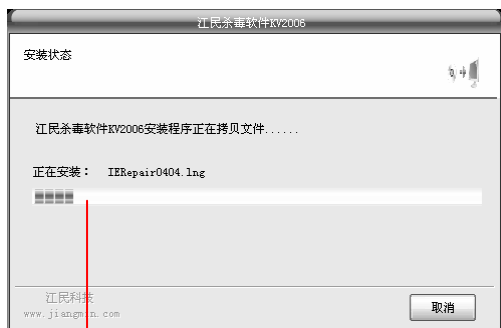 江民杀毒软件KV2006
安装状态
江民杀毒软件KV2006安装程序正在拷贝文件......
正在安装： IERepair0404.lng
江民科技
www.jiangmin.com
取消